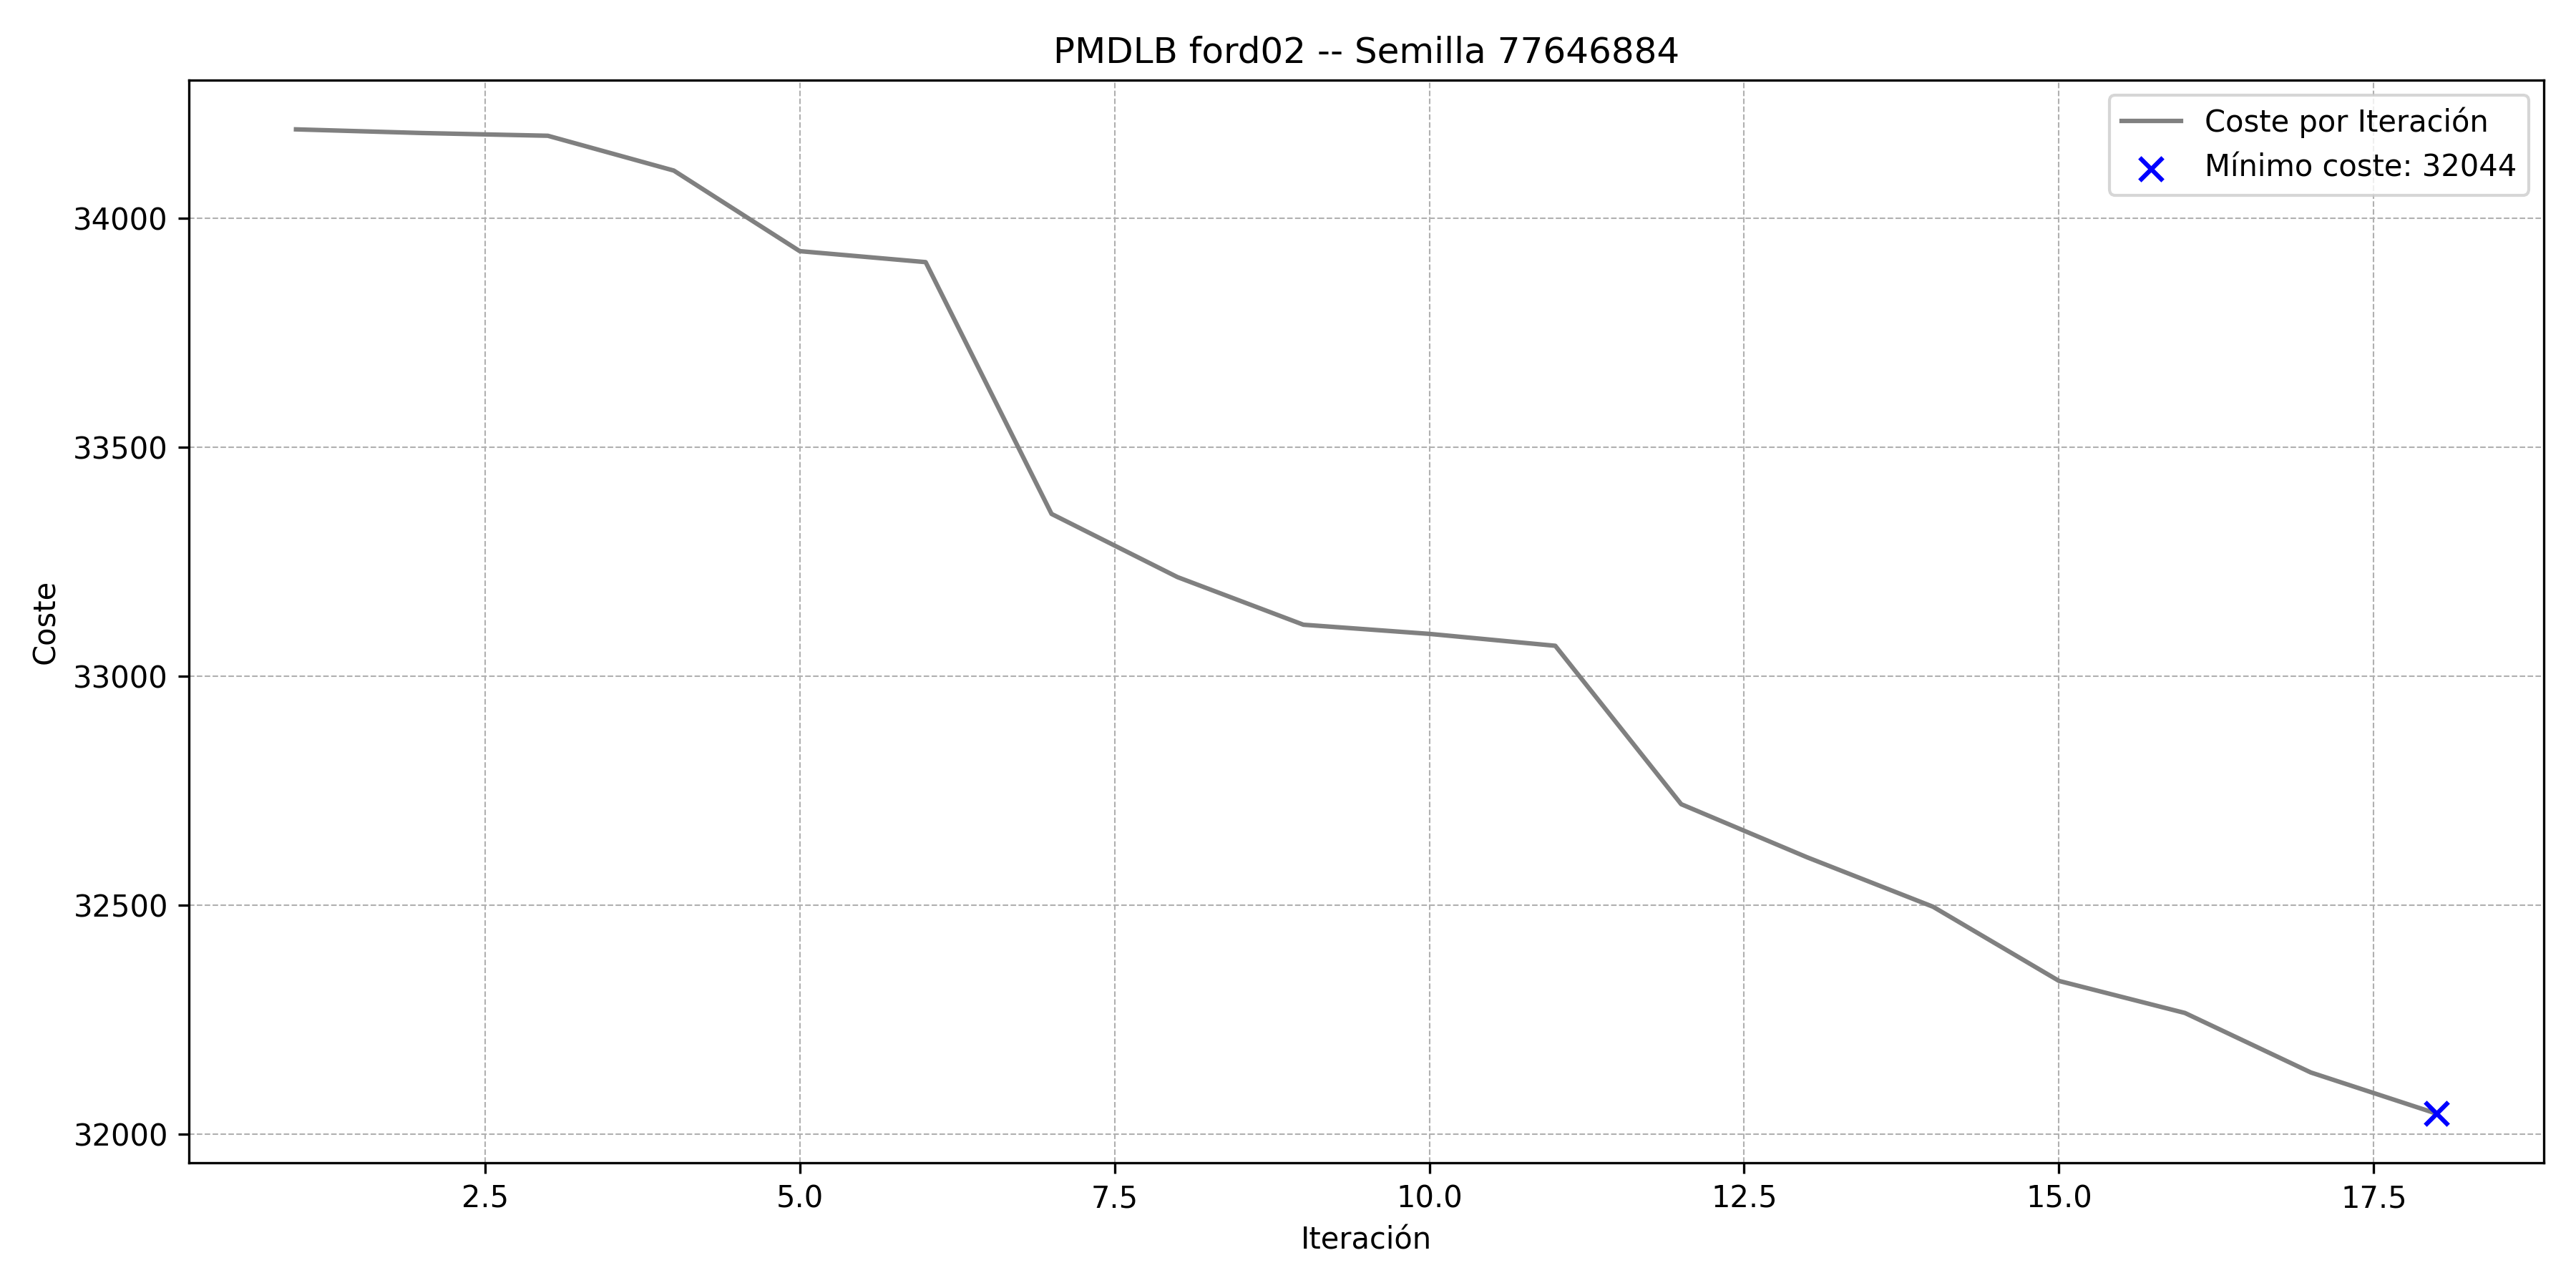 PMDLB ford02 -- Semilla 77646884
Coste por Iteración
Mínimo coste: 32044
34000
33500
33000
32500
32000
Coste
2.5 5.0 7.5 10.0 12.5 15.0 17.5
Iteración